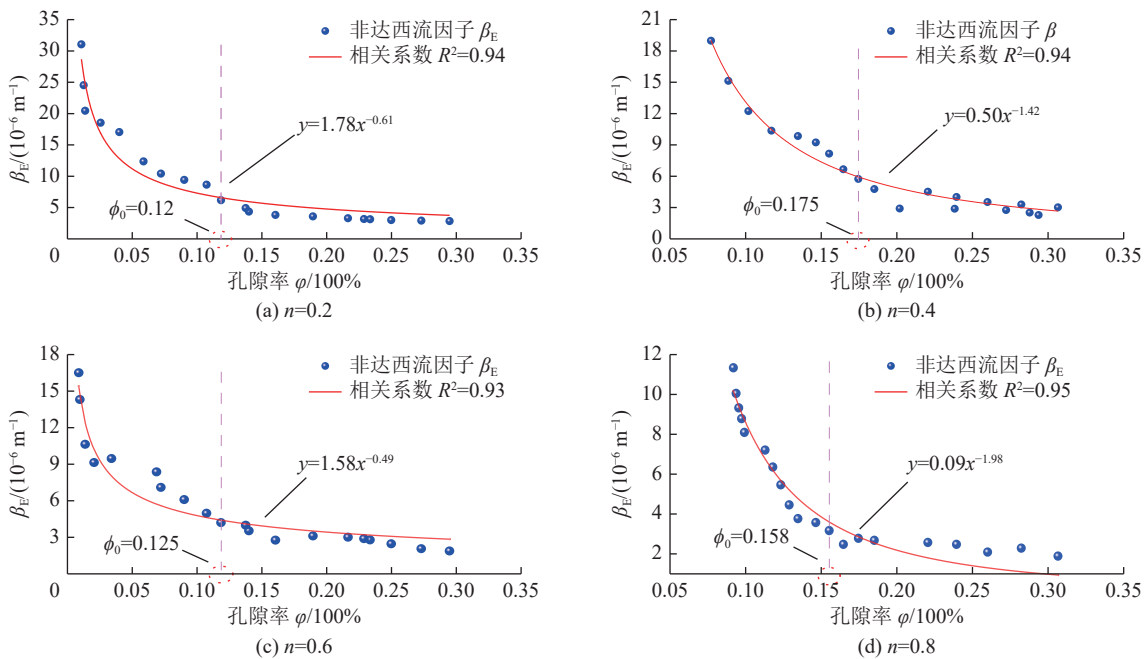 35
30
25
20
15
10
5
0
0.05
0.10
0.15
0.20
0.25
0.30
0.35
β_E/(10⁻⁶ m⁻¹)
非达西流因子 β_E
相关系数 R²=0.94
y=1.78x^−0.61
ϕ₀=0.12
孔隙率 φ/100%
(a) n=0.2
21
18
15
12
9
6
3
0
0.05
0.10
0.15
0.20
0.25
0.30
0.35
β_E/(10⁻⁶ m⁻¹)
非达西流因子 β
相关系数 R²=0.94
y=0.50x^−1.42
ϕ₀=0.175
孔隙率 φ/100%
(b) n=0.4
18
15
12
9
6
3
0
0.05
0.10
0.15
0.20
0.25
0.30
0.35
β_E/(10⁻⁶ m⁻¹)
非达西流因子 β_E
相关系数 R²=0.93
y=1.58x^−0.49
ϕ₀=0.125
孔隙率 φ/100%
(c) n=0.6
12
10
8
6
4
2
0
0.05
0.10
0.15
0.20
0.25
0.30
0.35
β_E/(10⁻⁶ m⁻¹)
非达西流因子 β_E
相关系数 R²=0.95
y=0.09x^−1.98
ϕ₀=0.158
孔隙率 φ/100%
(d) n=0.8